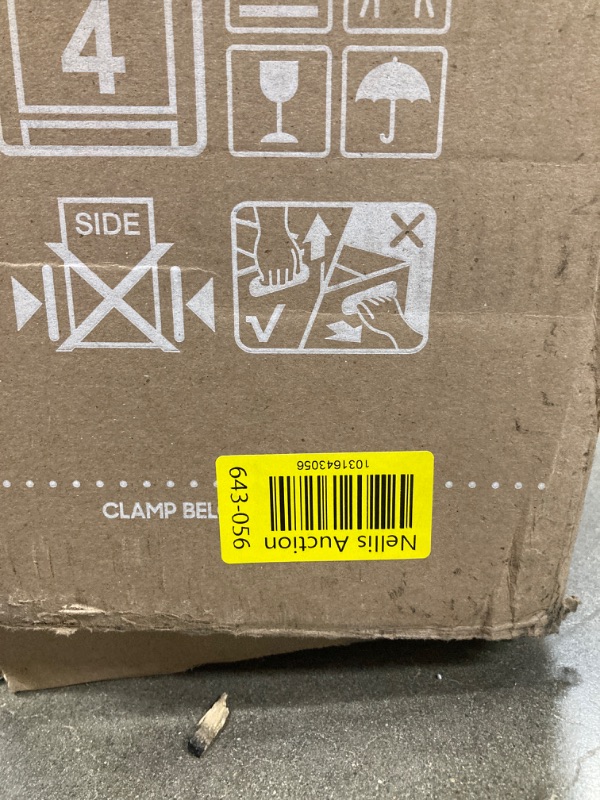 4
SIDE
CLAMP BEL
1031643056
643-056
Nellis Auction